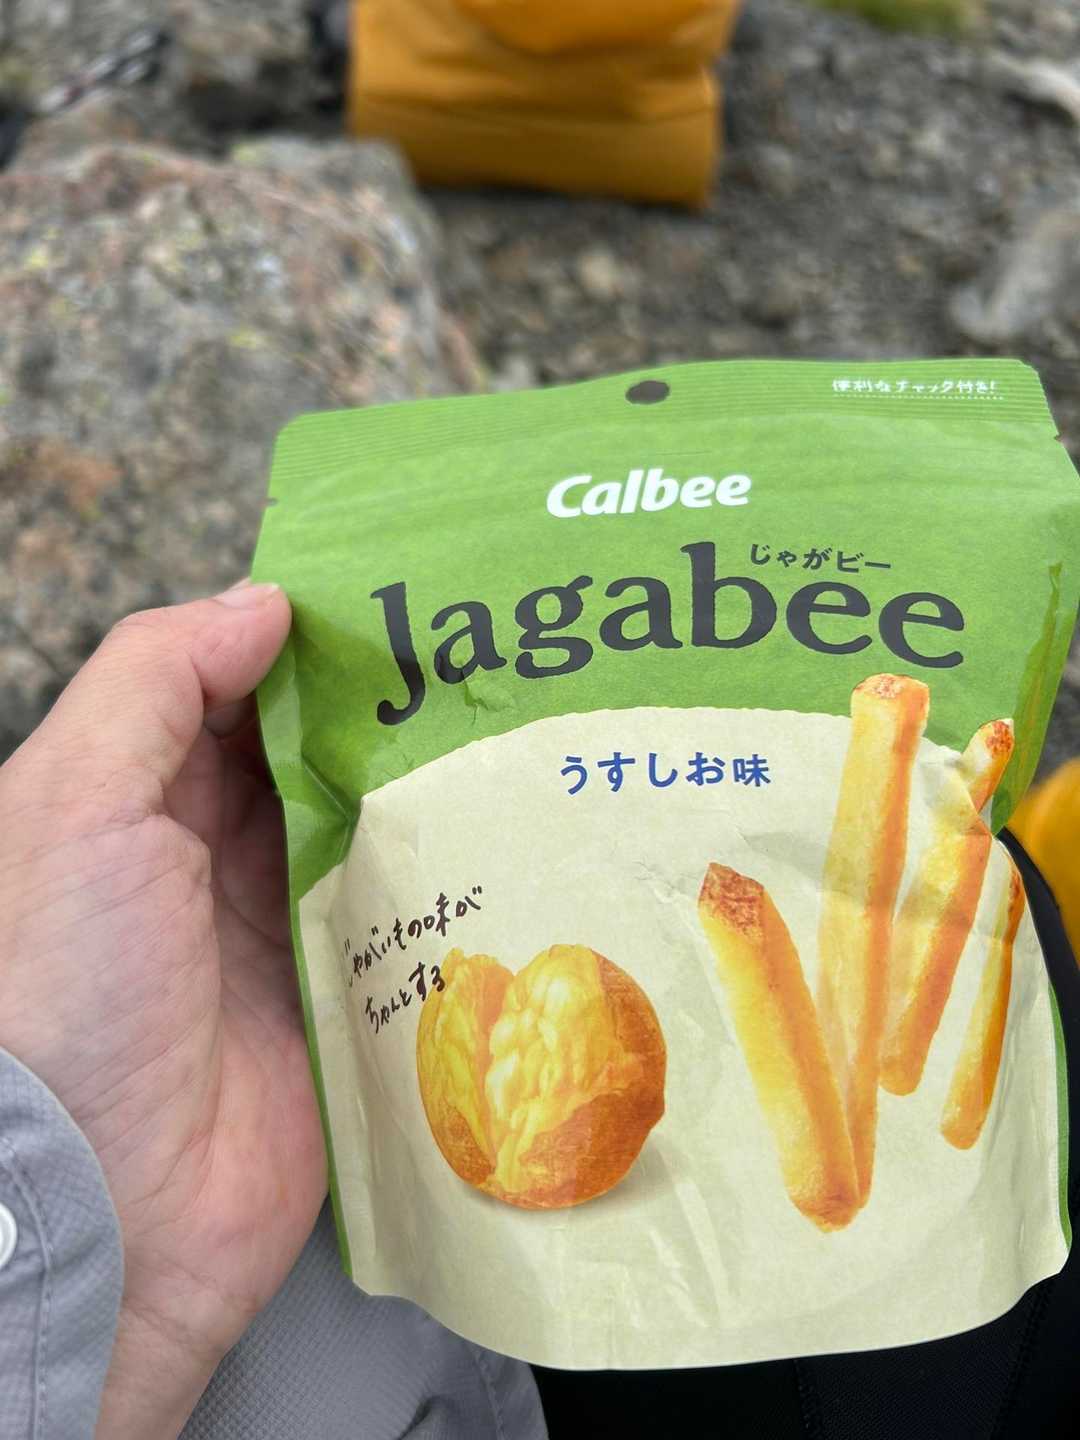 便利なチャック付き!
Calbee
じゃがビー
Jagabee
うすしお味
じゃがいもの味が
ちゃんとする